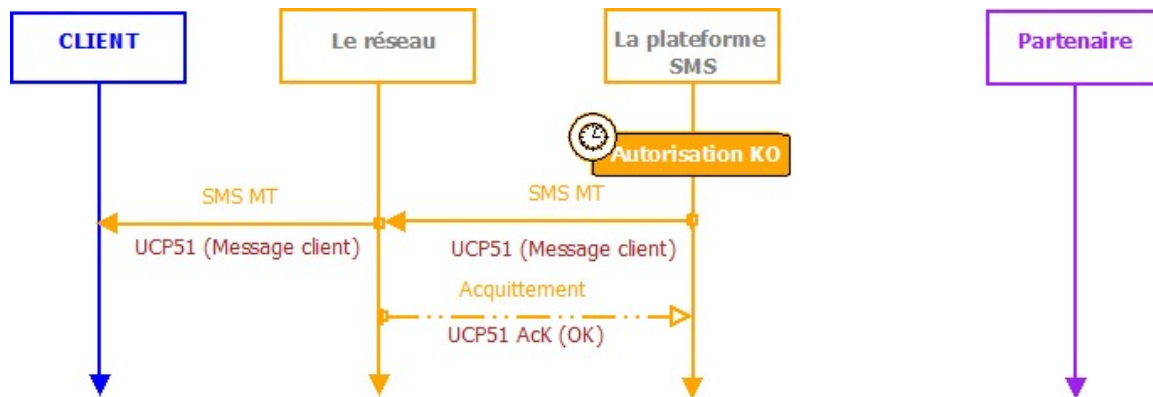 CLIENT
Le réseau
La plateforme
SMS
Partenaire
Autorisation KO
SMS MT
SMS MT
UCP51 (Message client)
UCP51 (Message client)
Acquittement
UCP51 AcK (OK)